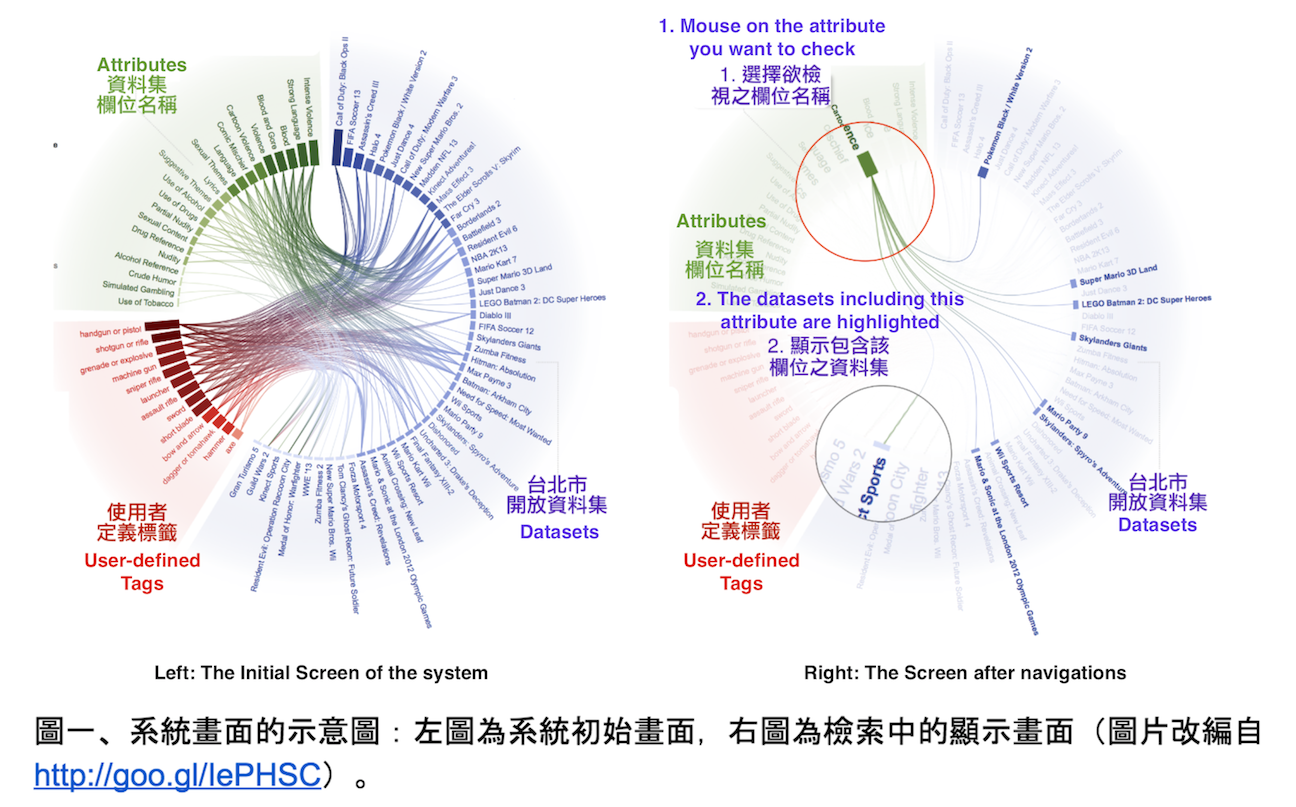 Attributes
資料集
欄位名稱
Intense Violence
Strong Language
Blood
Blood and Gore
Violence
Cartoon Violence
Comic Mischief
Language
Sexual Themes
Lyrics
Suggestive Themes
Use of Alcohol
Use of Drugs
Partial Nudity
Sexual Content
Drug Reference
Nudity
Alcohol Reference
Crude Humor
Simulated Gambling
Use of Tobacco
handgun or pistol
shotgun or rifle
grenade or explosive
machine gun
sniper rifle
launcher
assault rifle
sword
short blade
bow and arrow
dagger or tomahawk
hammer
axe
使用者
定義標籤
User-defined
Tags
Call of Duty: Black Ops II
FIFA Soccer 13
Assassin's Creed III
Halo 4
Pokemon Black / White Version 2
Just Dance 4
Call of Duty: Modern Warfare 3
New Super Mario Bros. 2
Madden NFL 13
Kinect Adventures!
Mass Effect 3
The Elder Scrolls V: Skyrim
Far Cry 3
Borderlands 2
Battlefield 3
Resident Evil 6
NBA 2K13
Mario Kart 7
Super Mario 3D Land
Just Dance 3
LEGO Batman 2: DC Super Heroes
Diablo III
FIFA Soccer 12
Skylanders Giants
Zumba Fitness
Hitman: Absolution
Max Payne 3
Batman: Arkham City
Need for Speed: Most Wanted
Wii Sports
Mario Party 9
Skylanders: Spyro's Adventure
Dishonored
Uncharted 3: Drake's Deception
Final Fantasy XIII-2
Mario Kart Wii
Wii Sports Resort
Animal Crossing: New Leaf
Mario & Sonic at the London 2012 Olympic Games
Assassin's Creed: Revelations
Forza Motorsport 4
Tom Clancy's Ghost Recon: Future Soldier
New Super Mario Bros. Wii
Zumba Fitness 2
WWE '13
Medal of Honor Warfighter
Resident Evil: Operation Raccoon City
Kinect Sports
Guild Wars 2
Gran Turismo 5
台北市
開放資料集
Datasets
1. Mouse on the attribute
you want to check
1. 選擇欲檢
視之欄位名稱
Attributes
資料集
欄位名稱
2. The datasets including this
attribute are highlighted
2. 顯示包含該
欄位之資料集
Pokemon Black / White Version 2
Super Mario 3D Land
LEGO Batman 2: DC Super Heroes
Skylanders Giants
Mario Party 9
Skylanders: Spyro's Adventure
Wii Sports Resort
Mario & Sonic at the London 2012 Olympic Games
ct Sports
使用者
定義標籤
User-defined
Tags
台北市
開放資料集
Datasets
Left: The Initial Screen of the system
Right: The Screen after navigations
圖一、系統畫面的示意圖：左圖為系統初始畫面，右圖為檢索中的顯示畫面（圖片改編自
http://goo.gl/IePHSC）。